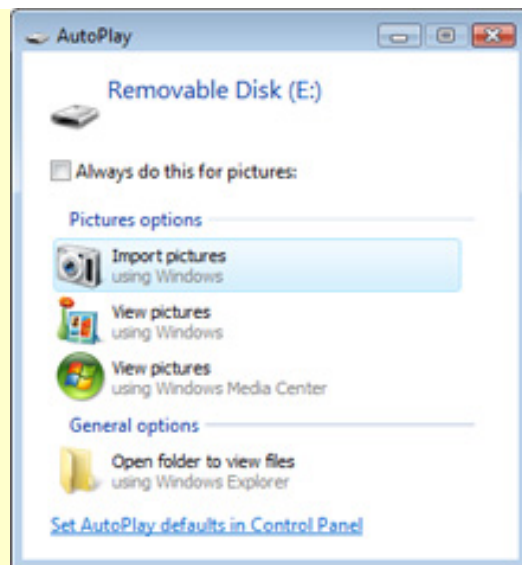 AutoPlay
Removable Disk (E:)
Always do this for pictures:
Pictures options
Import pictures
using Windows
View pictures
using Windows
View pictures
using Windows Media Center
General options
Open folder to view files
using Windows Explorer
Set AutoPlay defaults in Control Panel